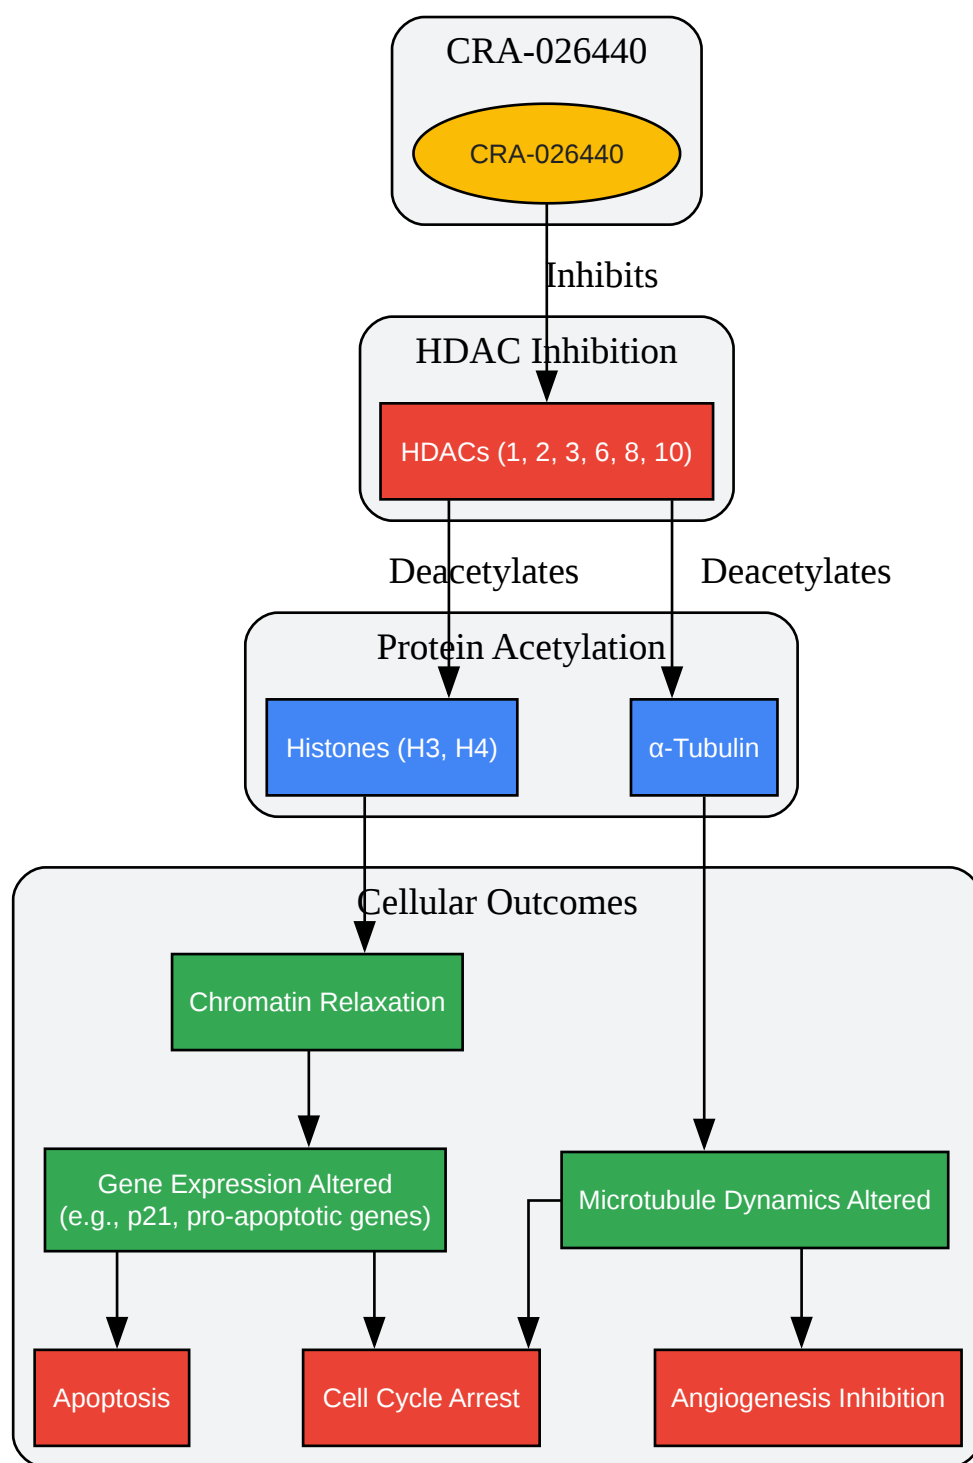 CRA-026440
CRA-026440
Inhibits
HDAC Inhibition
HDACs (1, 2, 3, 6, 8, 10)
Deacetylates
Deacetylates
Protein Acetylation
Histones (H3, H4)
α-Tubulin
Cellular Outcomes
Chromatin Relaxation
Gene Expression Altered
(e.g., p21, pro-apoptotic genes)
Microtubule Dynamics Altered
Apoptosis
Cell Cycle Arrest
Angiogenesis Inhibition